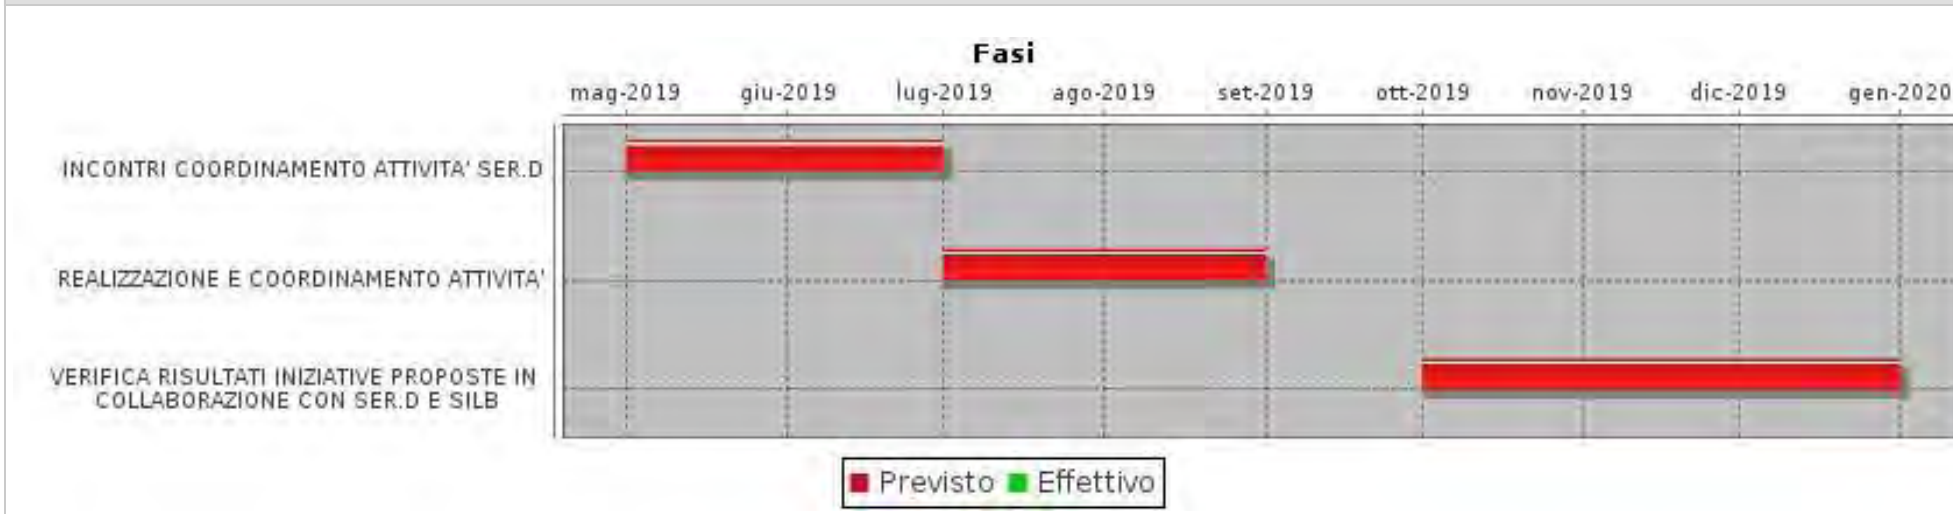 Fasi
mag-2019 giu-2019 lug-2019 ago-2019 set-2019 ott-2019 nov-2019 dic-2019 gen-2020
INCONTRI COORDINAMENTO ATTIVITA' SER.D
REALIZZAZIONE E COORDINAMENTO ATTIVITA'
VERIFICA RISULTATI INIZIATIVE PROPOSTE IN
COLLABORAZIONE CON SER.D E SILB
Previsto Effettivo